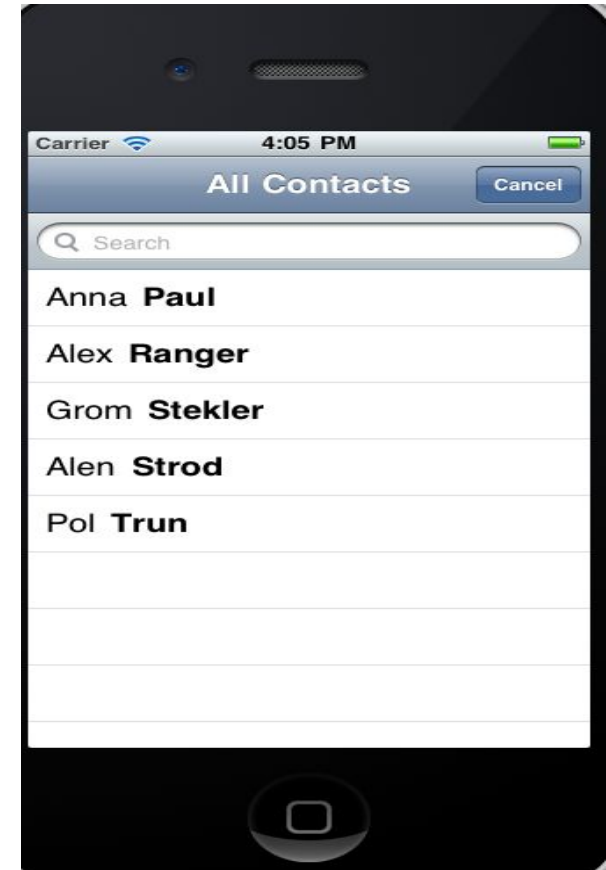 Carrier 4:05 PM
All Contacts Cancel
Search
Anna Paul
Alex Ranger
Grom Stekler
Alen Strod
Pol Trun